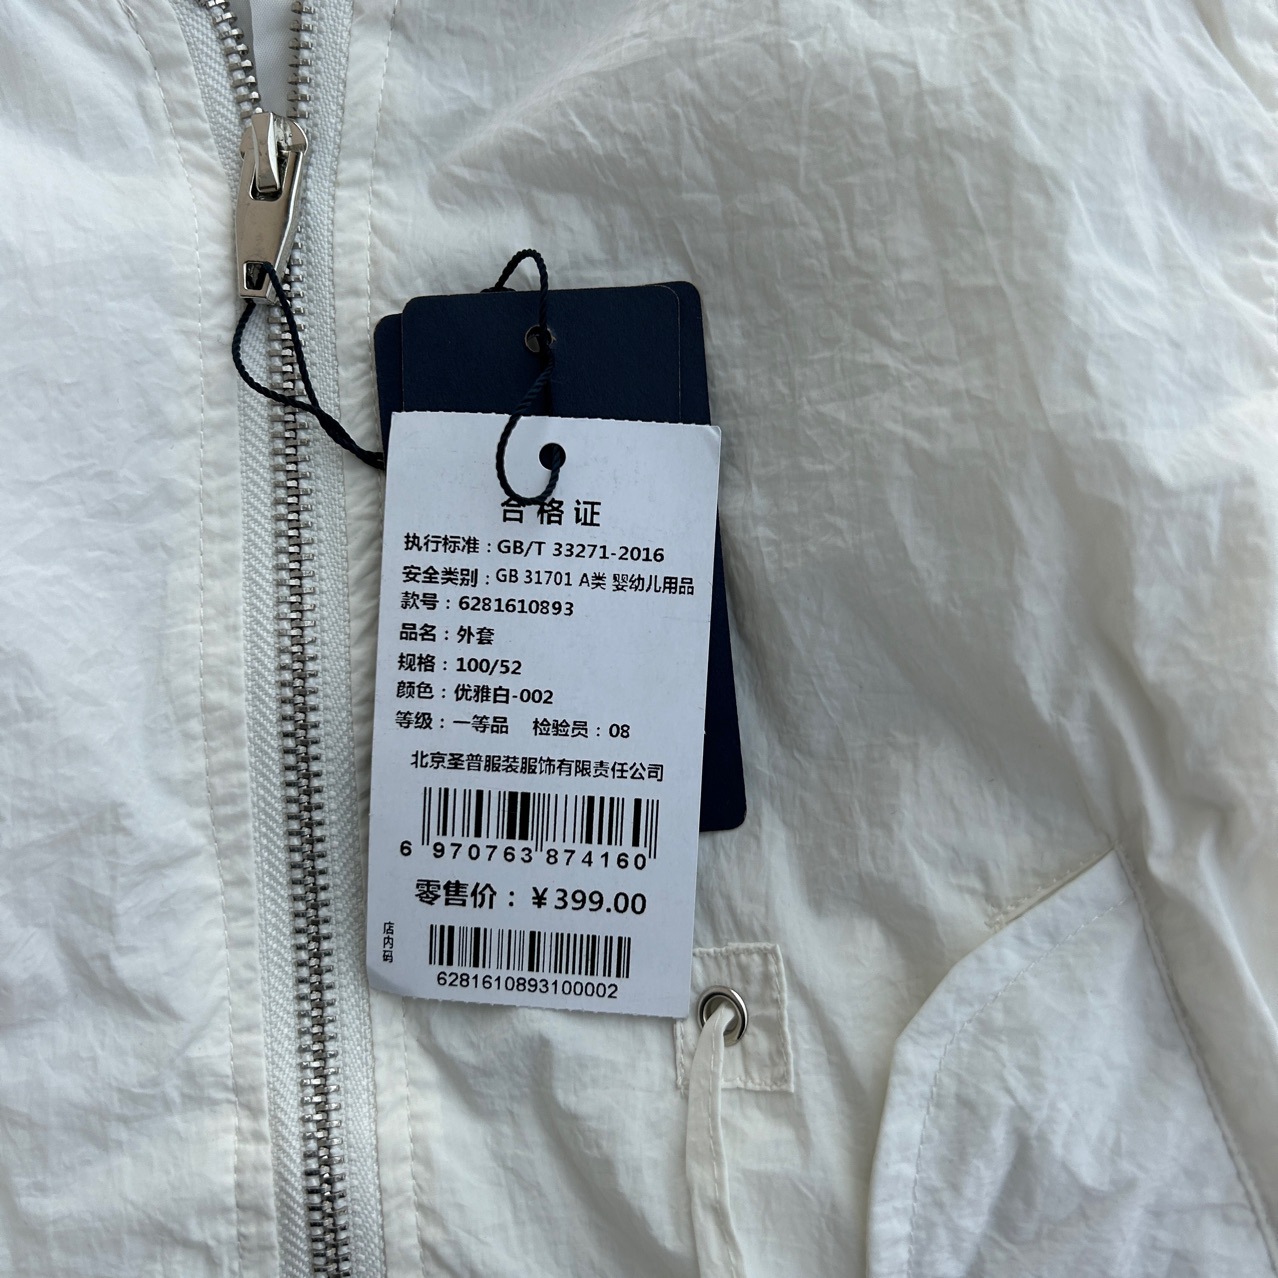 合格证
执行标准：GB/T 33271-2016
安全类别：GB 31701 A类 婴幼儿用品
款号：6281610893
品名：外套
规格：100/52
颜色：优雅白-002
等级：一等品 检验员：08
北京圣普服装服饰有限责任公司
6 970763 874160
零售价：￥399.00
店内码
6281610893100002